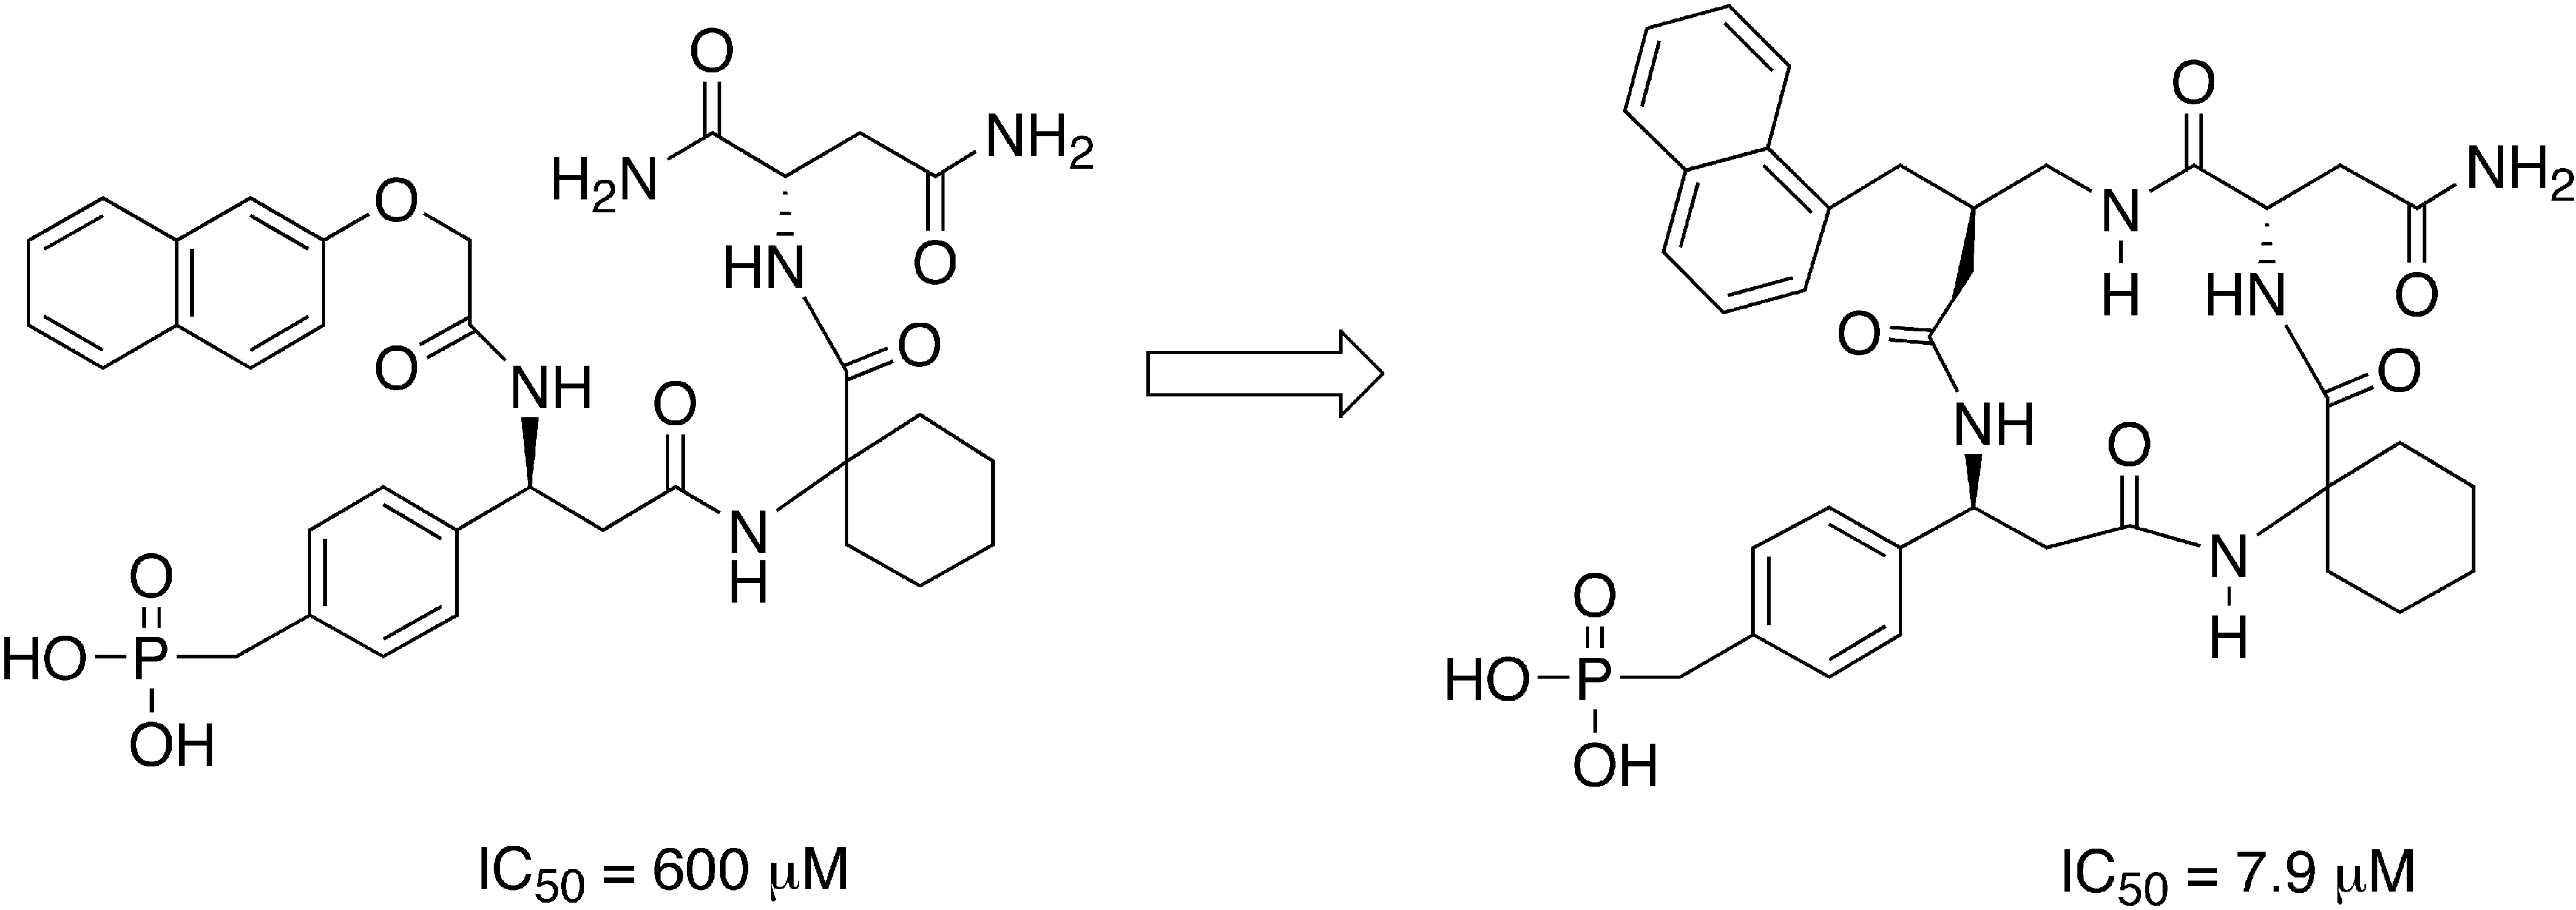 O
H₂N
NH₂
O
O
HN
O
O
NH
O
N
H
O
HO
P
OH
IC₅₀ = 600 μM
O
N
H
NH₂
O
HN
O
O
NH
O
N
H
O
HO
P
OH
IC₅₀ = 7.9 μM